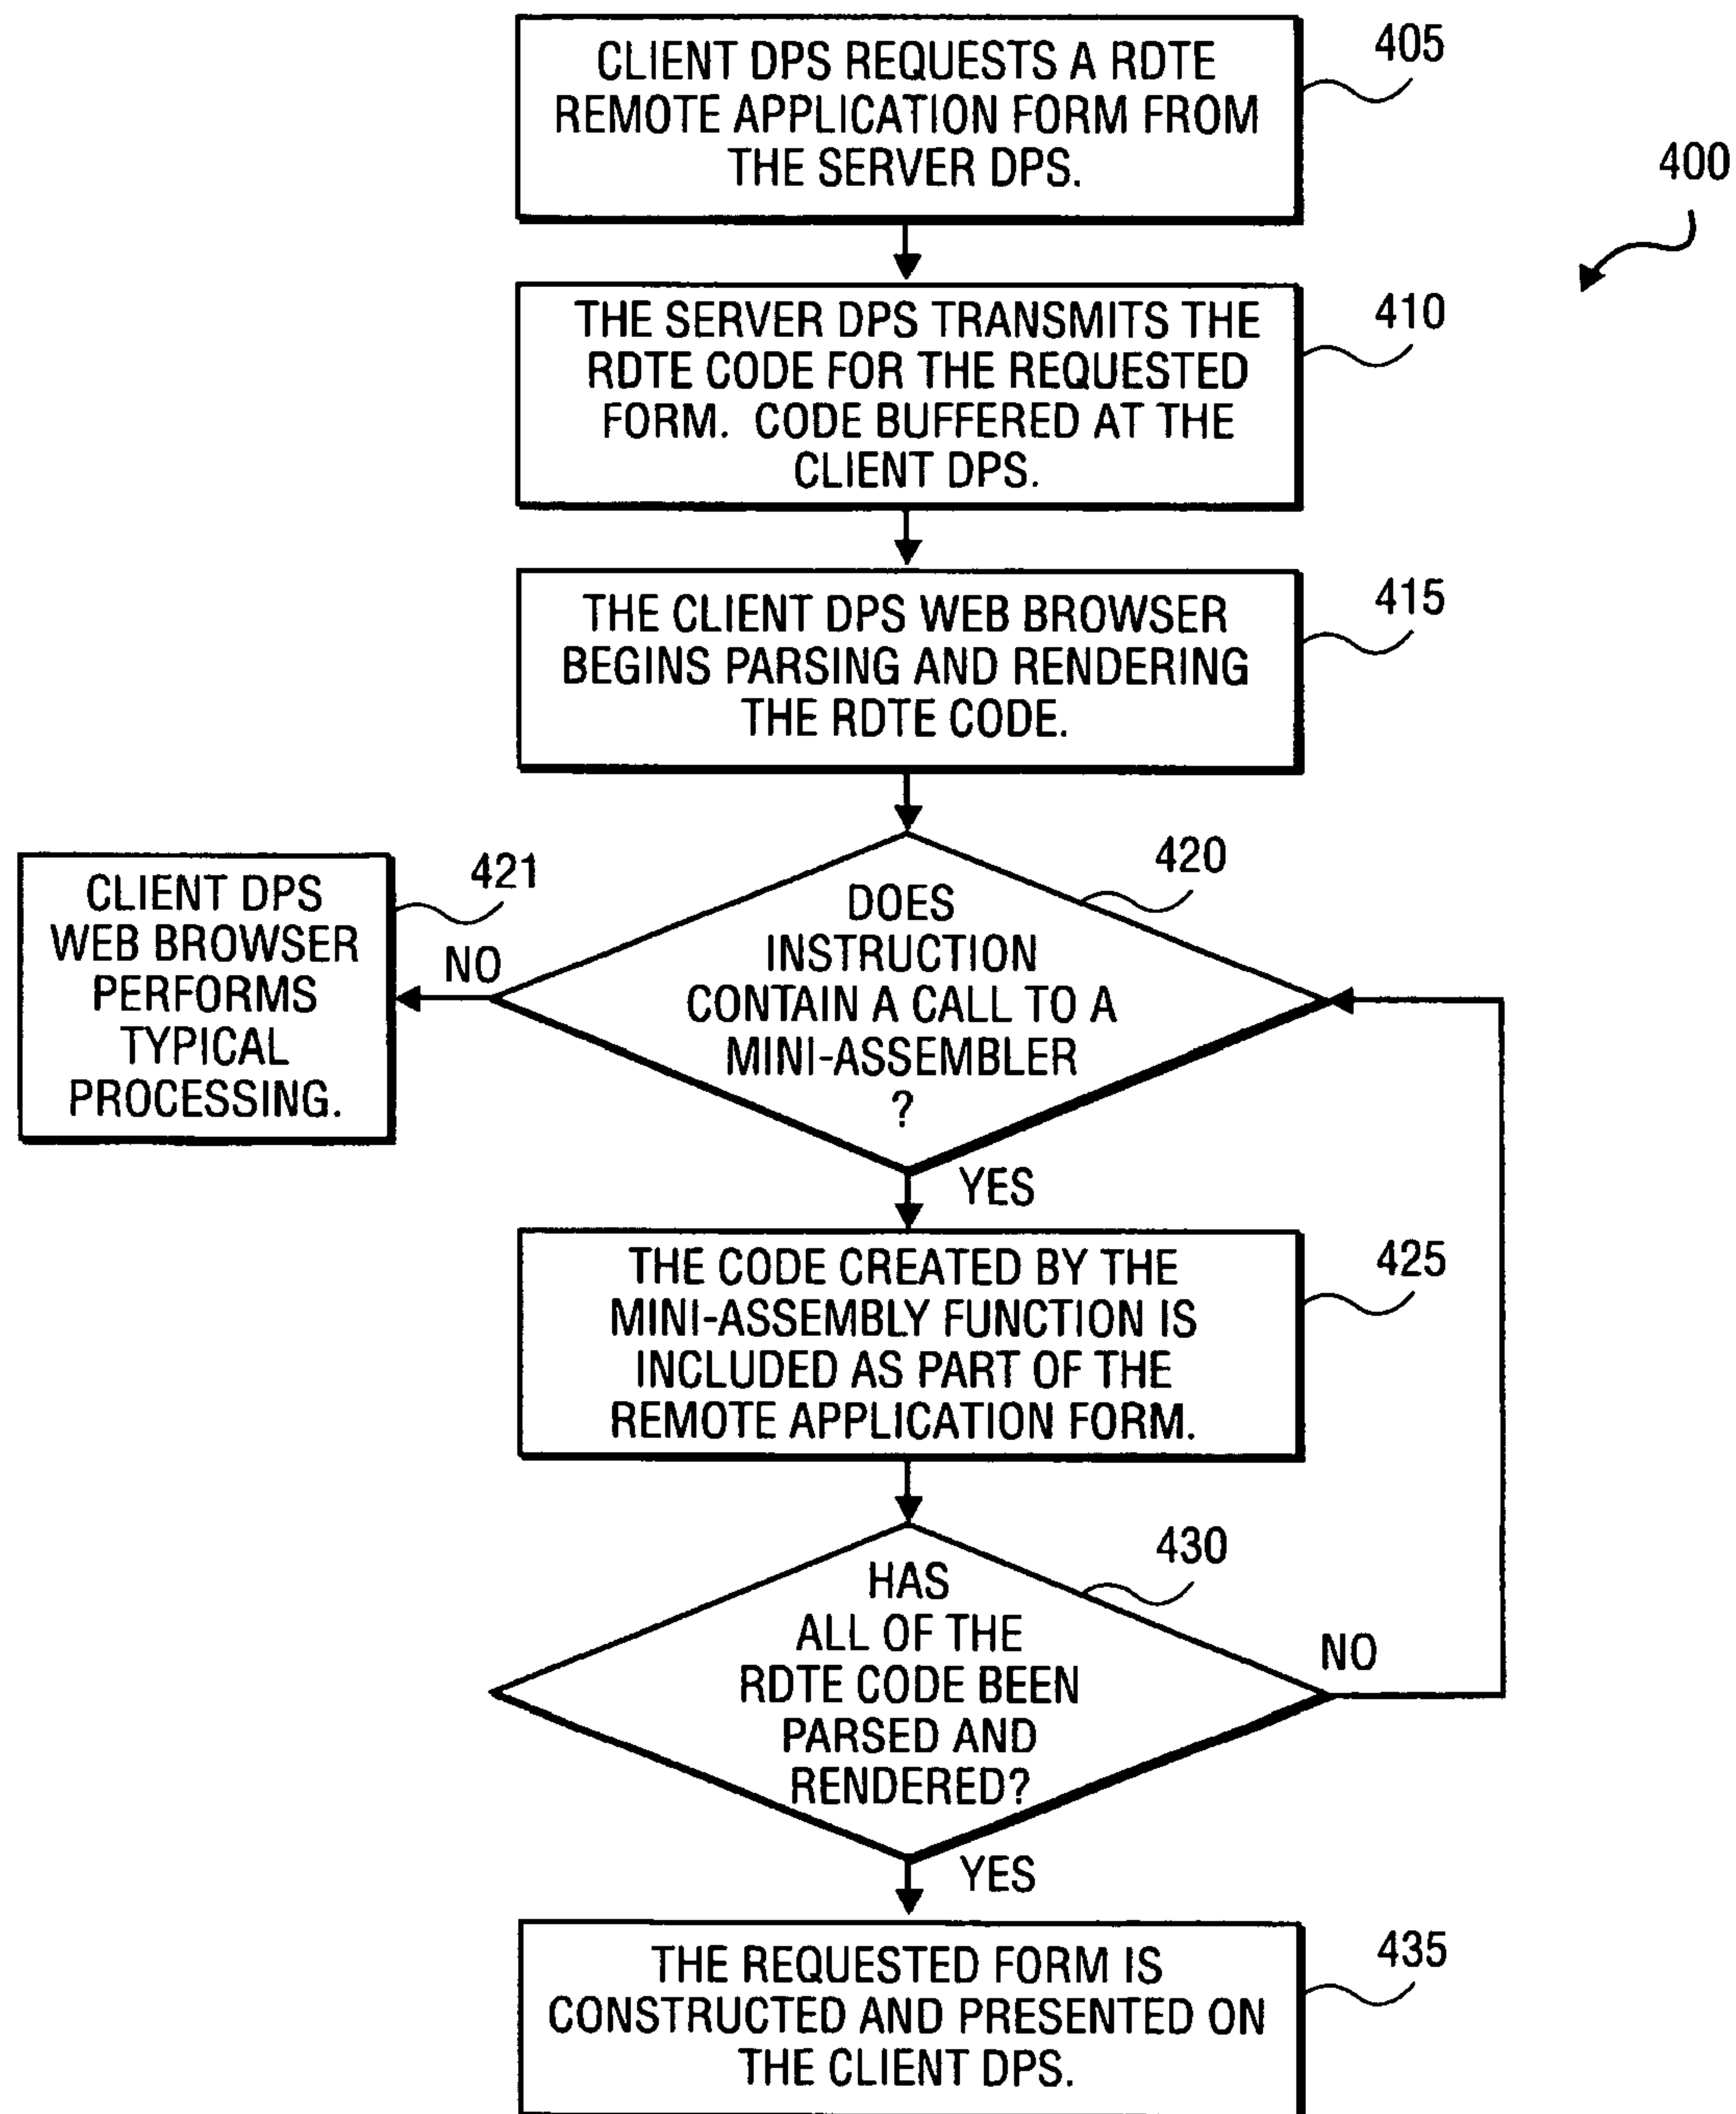 CLIENT DPS REQUESTS A RDTE
REMOTE APPLICATION FORM FROM
THE SERVER DPS.
405
400
THE SERVER DPS TRANSMITS THE
RDTE CODE FOR THE REQUESTED
FORM. CODE BUFFERED AT THE
CLIENT DPS.
410
THE CLIENT DPS WEB BROWSER
BEGINS PARSING AND RENDERING
THE RDTE CODE.
415
DOES
INSTRUCTION
CONTAIN A CALL TO A
MINI-ASSEMBLER
?
420
NO
CLIENT DPS
WEB BROWSER
PERFORMS
TYPICAL
PROCESSING.
421
YES
THE CODE CREATED BY THE
MINI-ASSEMBLY FUNCTION IS
INCLUDED AS PART OF THE
REMOTE APPLICATION FORM.
425
HAS
ALL OF THE
RDTE CODE BEEN
PARSED AND
RENDERED?
430
NO
YES
THE REQUESTED FORM IS
CONSTRUCTED AND PRESENTED ON
THE CLIENT DPS.
435